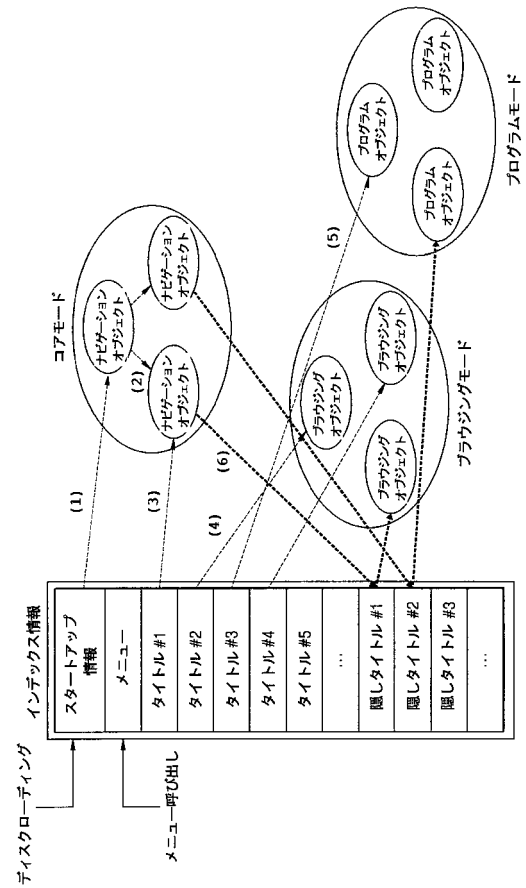 ディスクローディング
メニュー呼び出し
インデックス情報
スタートアップ
情報
メニュー
タイトル #1
タイトル #2
タイトル #3
タイトル #4
タイトル #5
…
隠しタイトル #1
隠しタイトル #2
隠しタイトル #3
…
(1)
(2)
(3)
(4)
(5)
(6)
コアモード
ナビゲーション
オブジェクト
ナビゲーション
オブジェクト
ナビゲーション
オブジェクト
ブラウジング
オブジェクト
ブラウジング
オブジェクト
ブラウジング
オブジェクト
ブラウジングモード
プログラム
オブジェクト
プログラム
オブジェクト
プログラム
オブジェクト
プログラムモード